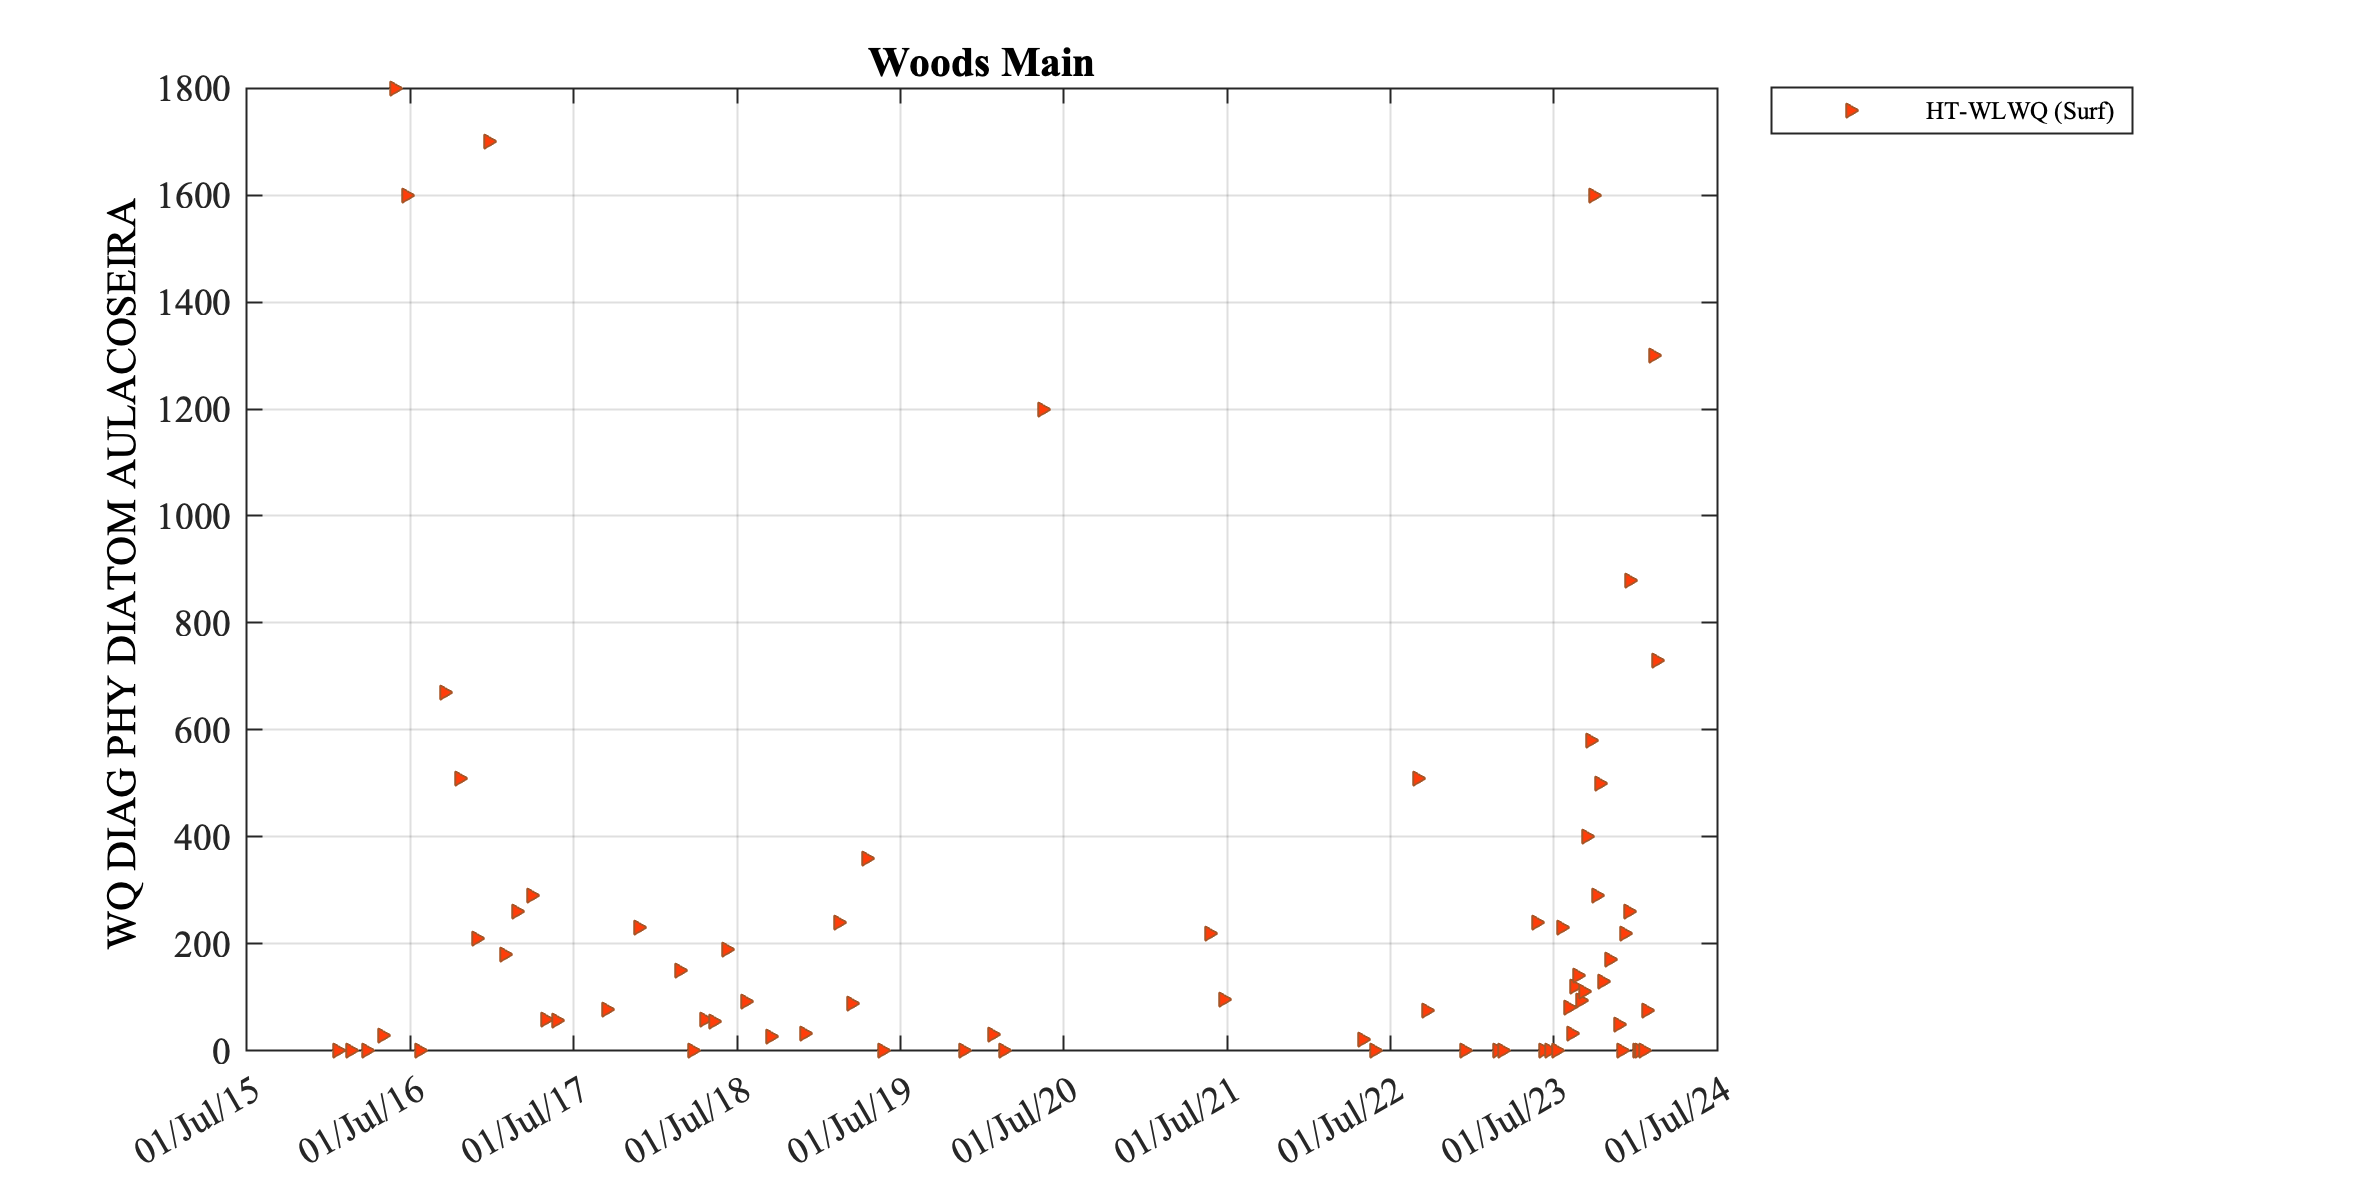 Woods Main
HT-WLWQ (Surf)
WQ DIAG PHY DIATOM AULACOSEIRA
1800
1600
1400
1200
1000
800
600
400
200
0
01/Jul/15
01/Jul/16
01/Jul/17
01/Jul/18
01/Jul/19
01/Jul/20
01/Jul/21
01/Jul/22
01/Jul/23
01/Jul/24